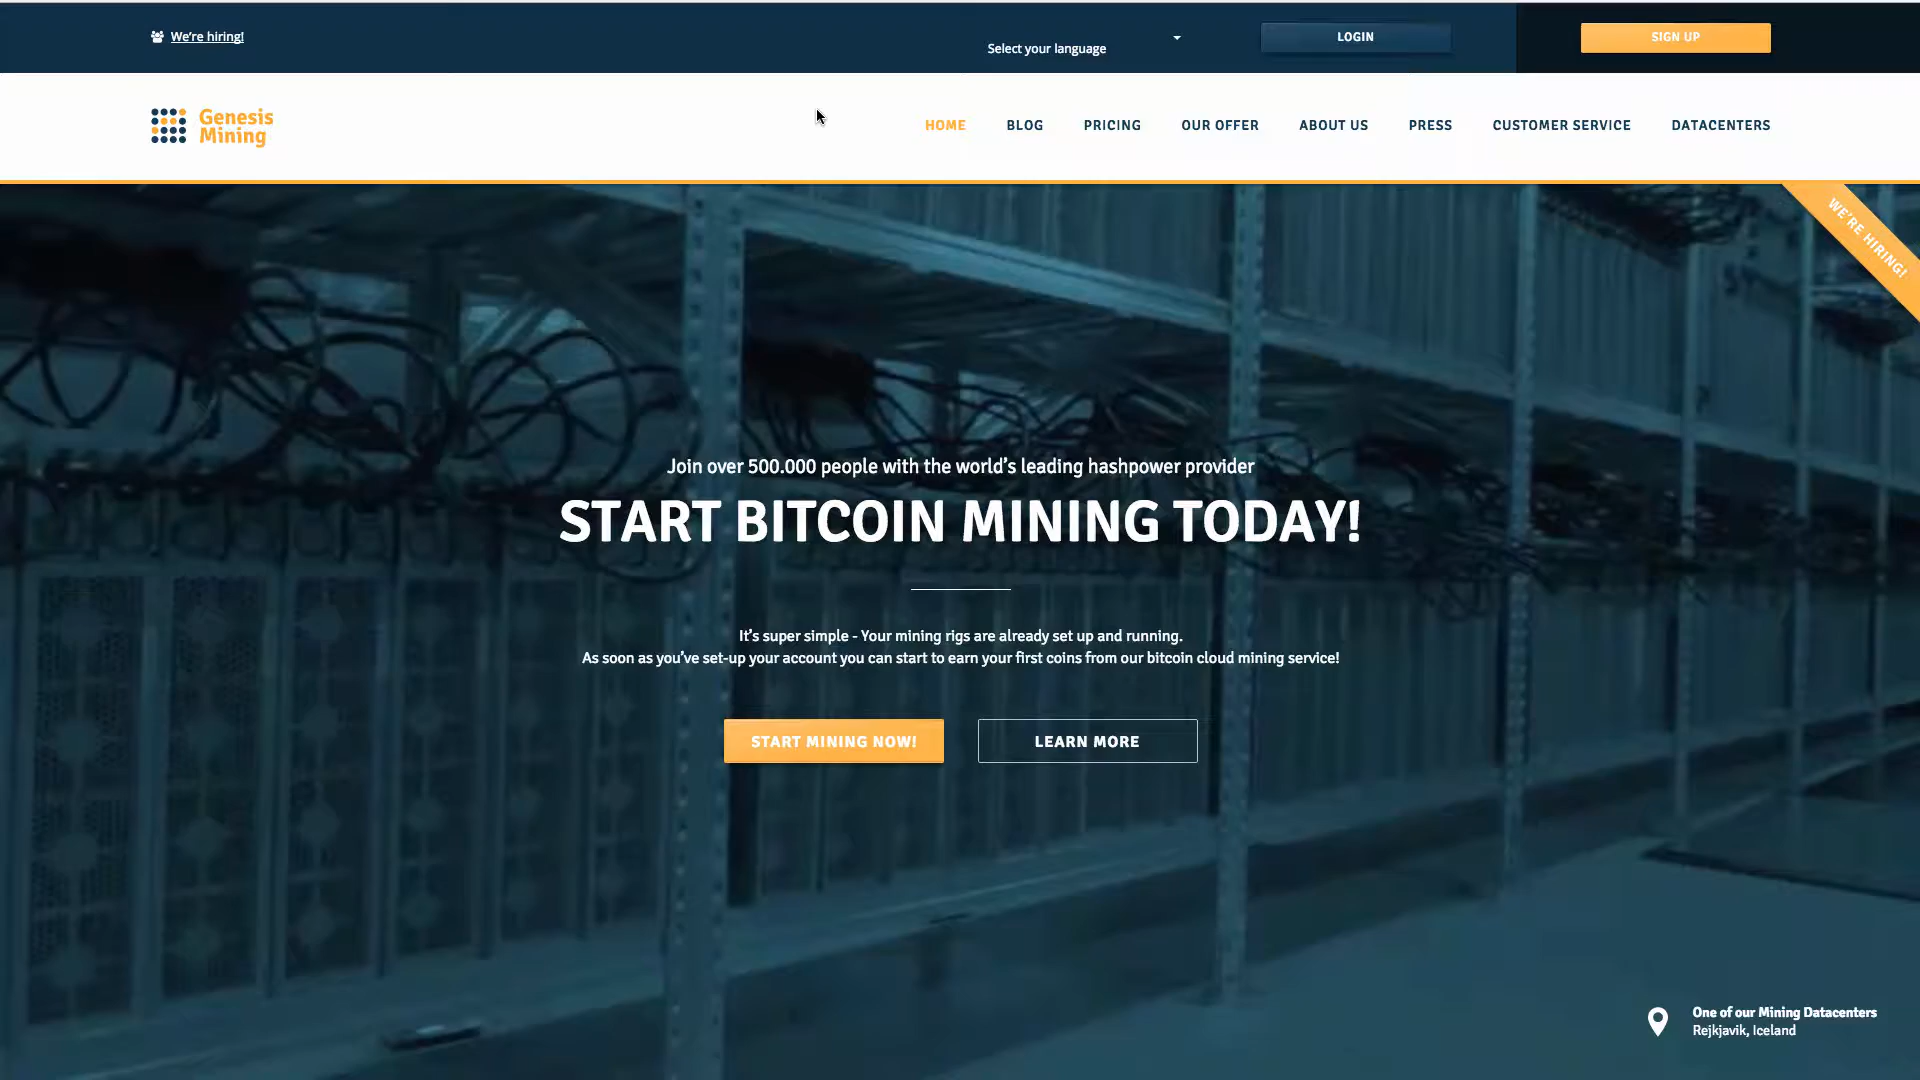 We're hiring!
Select your language
LOGIN
SIGN UP
Genesis
Mining
HOME
BLOG
PRICING
OUR OFFER
ABOUT US
PRESS
CUSTOMER SERVICE
DATACENTERS
WE'RE HIRING!
Join over 500.000 people with the world's leading hashpower provider
START BITCOIN MINING TODAY!
It's super simple - Your mining rigs are already set up and running.
As soon as you've set-up your account you can start to earn your first coins from our bitcoin cloud mining service!
START MINING NOW!
LEARN MORE
One of our Mining Datacenters
Rejkjavik, Iceland